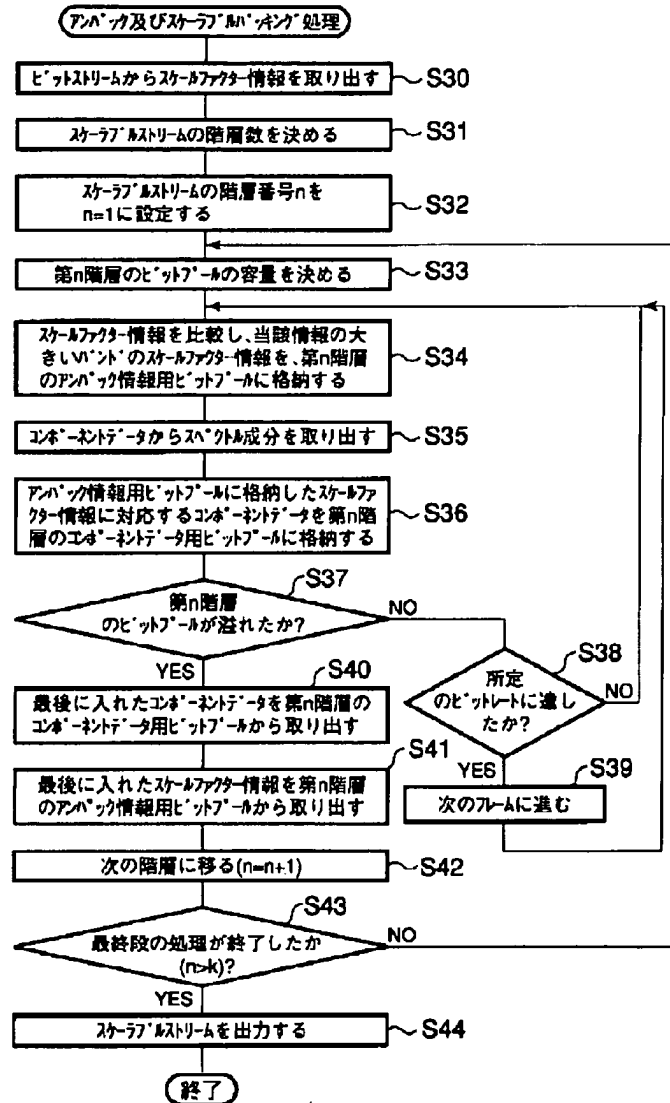 アンパック及びスケーラブルパッキング処理
ビットストリームからスケールファクター情報を取り出す
S30
スケーラブルストリームの階層数を決める
S31
スケーラブルストリームの階層番号nを
n=1に設定する
S32
第n階層のビットプールの容量を決める
S33
スケールファクター情報を比較し、当該情報の大
きいバンドのスケールファクター情報を、第n階層
のアンパック情報用ビットプールに格納する
S34
コンポーネントデータからスペクトル成分を取り出す
S35
アンパック情報用ビットプールに格納したスケールファ
クター情報に対応するコンポーネントデータを第n階
層のコンポーネントデータ用ビットプールに格納する
S36
S37
第n階層
のビットプールが溢れたか?
NO
YES
S38
所定
のビットレートに達し
たか?
NO
YES
S39
次のフレームに進む
S40
最後に入れたコンポーネントデータを第n階層の
コンポーネントデータ用ビットプールから取り出す
S41
最後に入れたスケールファクター情報を第n階層
のアンパック情報用ビットプールから取り出す
次の階層に移る(n=n+1)
S42
S43
最終段の処理が終了したか
(n>k)?
NO
YES
スケーラブルストリームを出力する
S44
終了